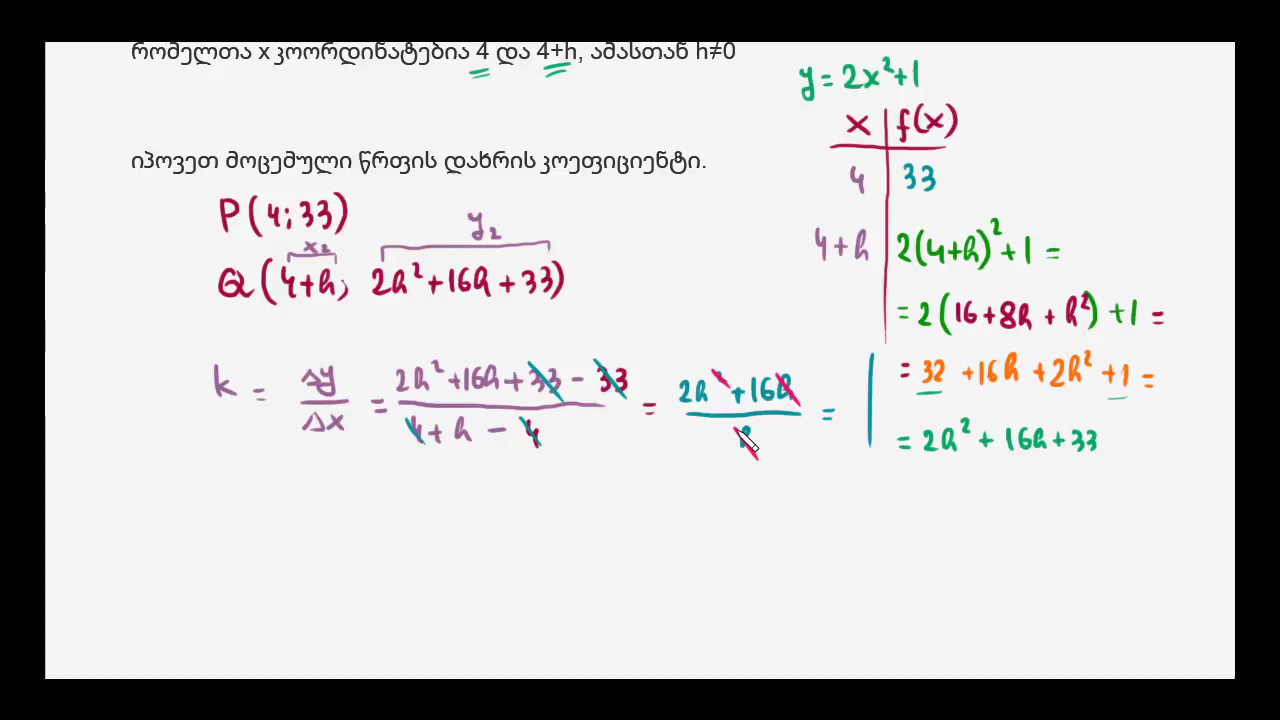 რომელთა x კოორდინატებია 4 და 4+h, ამასთან h≠0
იპოვეთ მოცემული წრფის დახრის კოეფიციენტი.
P(4; 33)
x₂ y₂
Q(4+h, 2h²+16h+33)
k = Δy/Δx = (2h²+16h+33-33)/(4+h-4) = (2h²+16h)/h =
y=2x²+1
x f(x)
4 33
4+h 2(4+h)²+1=
=2(16+8h+h²)+1=
=32+16h+2h²+1=
=2h²+16h+33